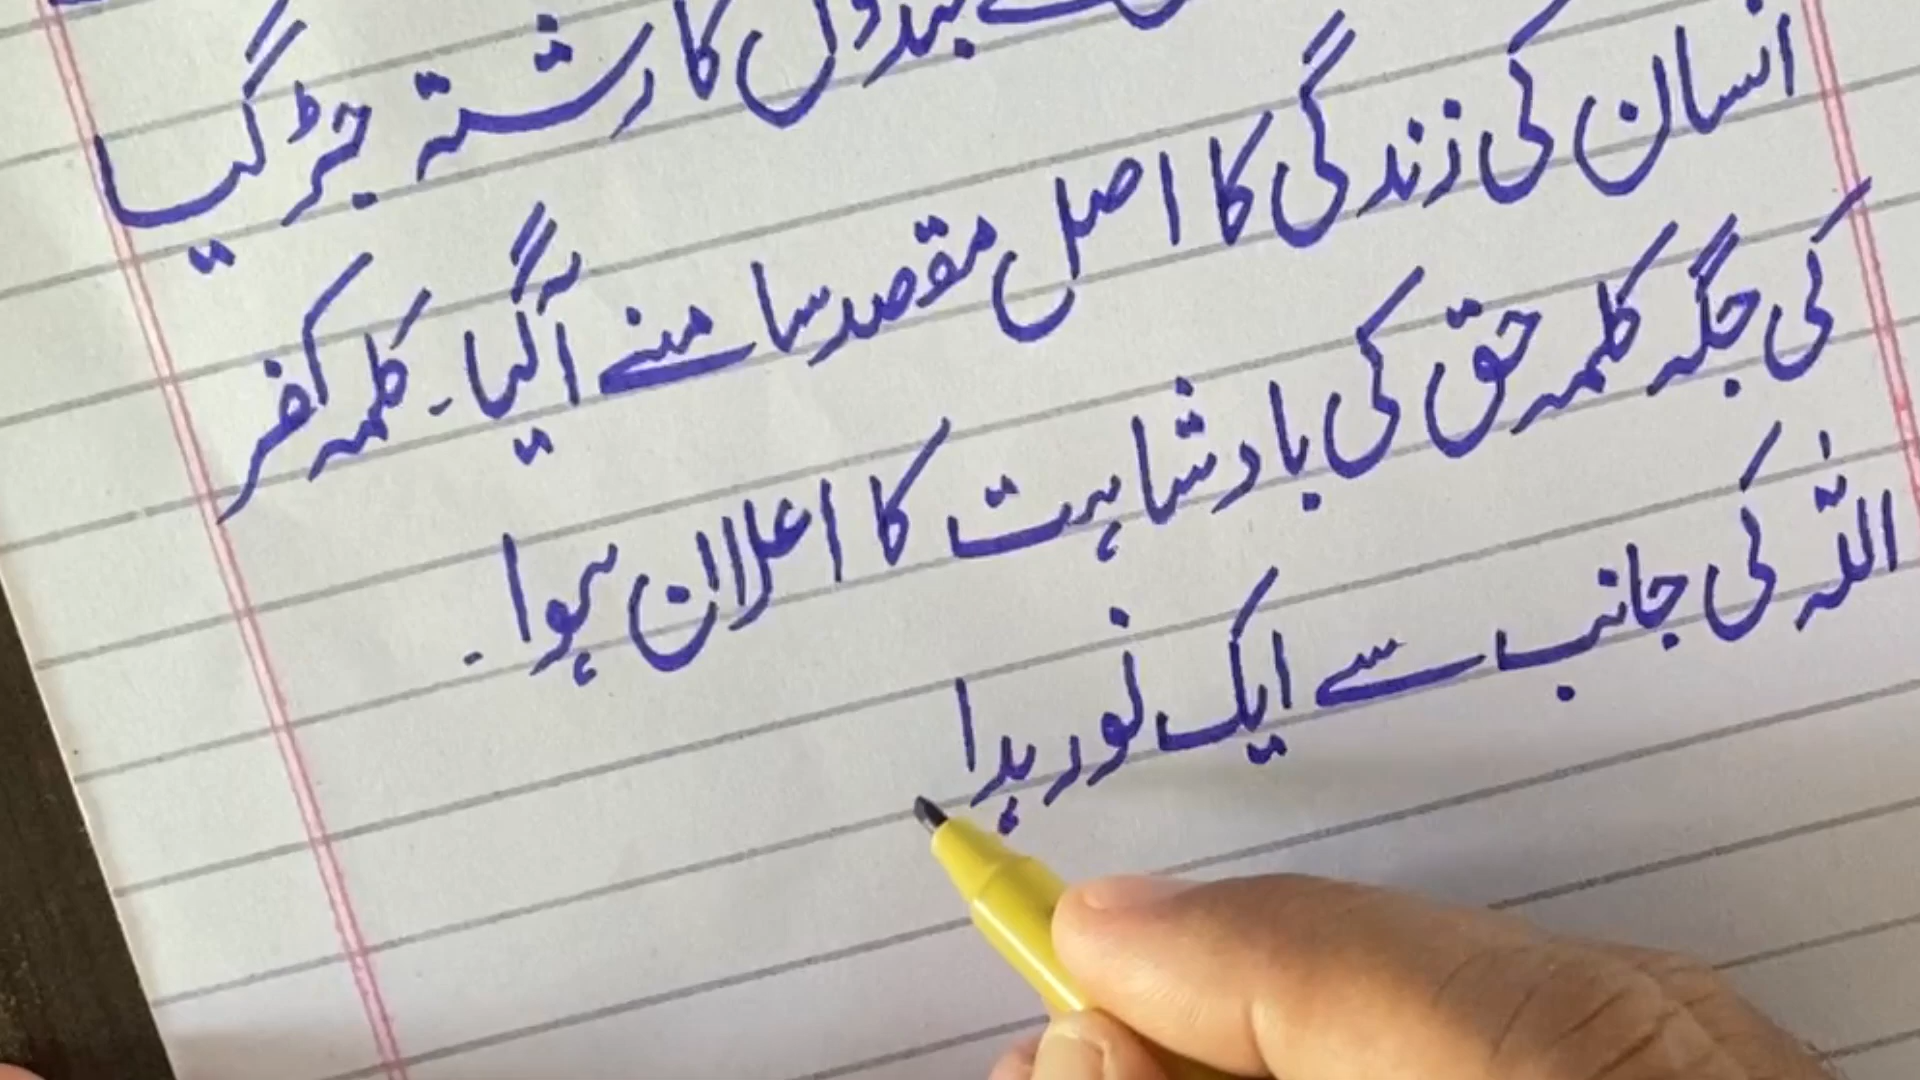 بندوں کا رشتہ جڑ گیا
انسان کی زندگی کا اصل مقصد سامنے آگیا۔ کلمہ کفر
کی جگہ کلمہ حق کی بادشاہت کا اعلان ہوا۔
اللہ کی جانب سے ایک نور ہدا